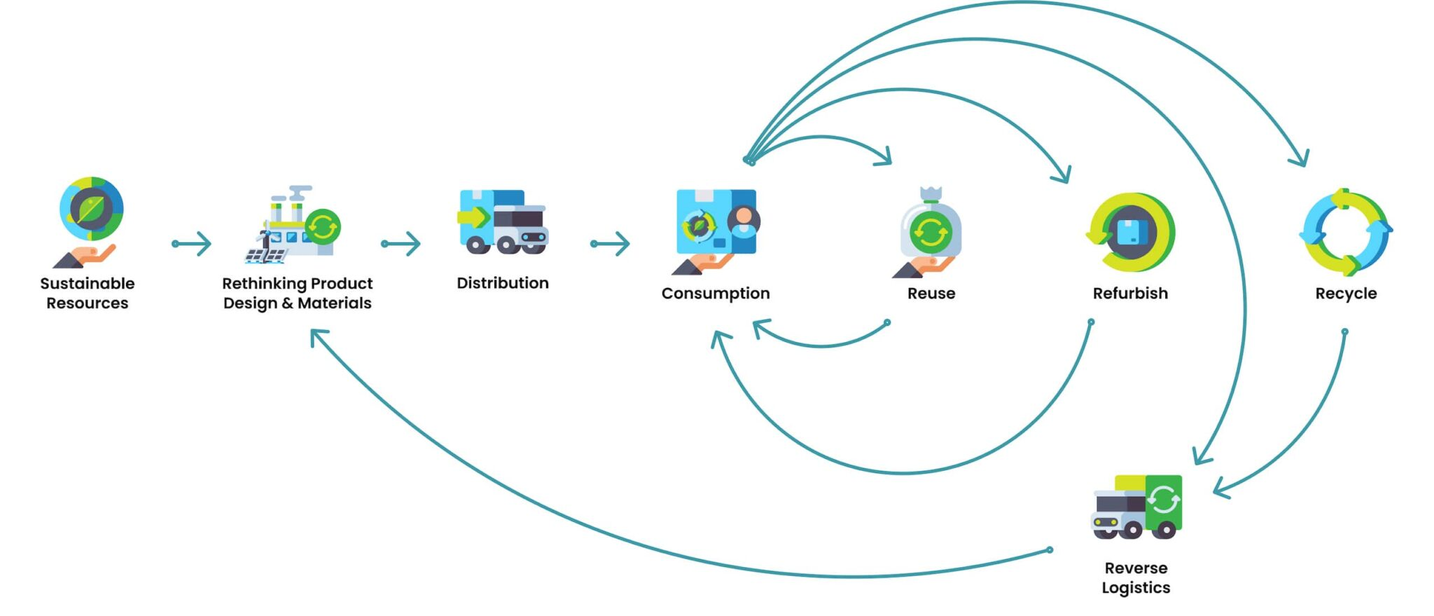 Sustainable
Resources
Rethinking Product
Design & Materials
Distribution
Consumption
Reuse
Refurbish
Recycle
Reverse
Logistics